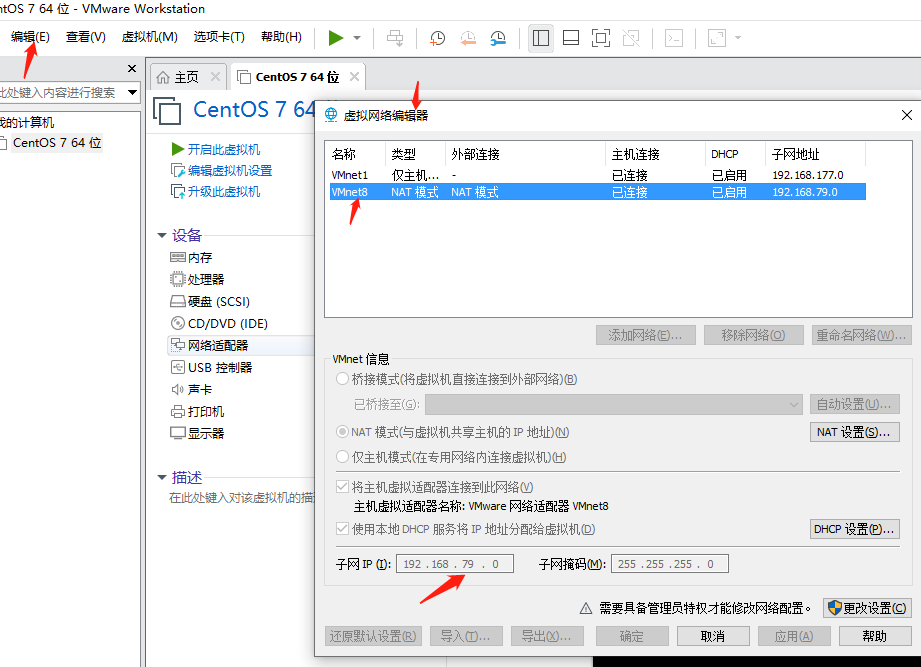 ntOS 7 64 位 - VMware Workstation
编辑(E) 查看(V) 虚拟机(M) 选项卡(T) 帮助(H)
此处键入内容进行搜索
我的计算机
CentOS 7 64 位
主页
CentOS 7 64 位
CentOS 7 64
开启此虚拟机
编辑虚拟机设置
升级此虚拟机
设备
内存
处理器
硬盘 (SCSI)
CD/DVD (IDE)
网络适配器
USB 控制器
声卡
打印机
显示器
描述
在此处键入对该虚拟机的描
虚拟网络编辑器
名称 类型 外部连接 主机连接 DHCP 子网地址
VMnet1 仅主机... - 已连接 已启用 192.168.177.0
VMnet8 NAT 模式 NAT 模式 已连接 已启用 192.168.79.0
添加网络(E)... 移除网络(O) 重命名网络(W)...
VMnet 信息
桥接模式(将虚拟机直接连接到外部网络)(B)
已桥接至(G): 自动设置(U)...
NAT 模式(与虚拟机共享主机的 IP 地址)(N) NAT 设置(S)...
仅主机模式(在专用网络内连接虚拟机)(H)
将主机虚拟适配器连接到此网络(V)
主机虚拟适配器名称: VMware 网络适配器 VMnet8
使用本地 DHCP 服务将 IP 地址分配给虚拟机(D) DHCP 设置(P)...
子网 IP (I): 192 . 168 . 79 . 0 子网掩码(M): 255 . 255 . 255 . 0
需要具备管理员特权才能修改网络配置。 更改设置(C)
还原默认设置(R) 导入(T)... 导出(X)... 确定 取消 应用(A) 帮助